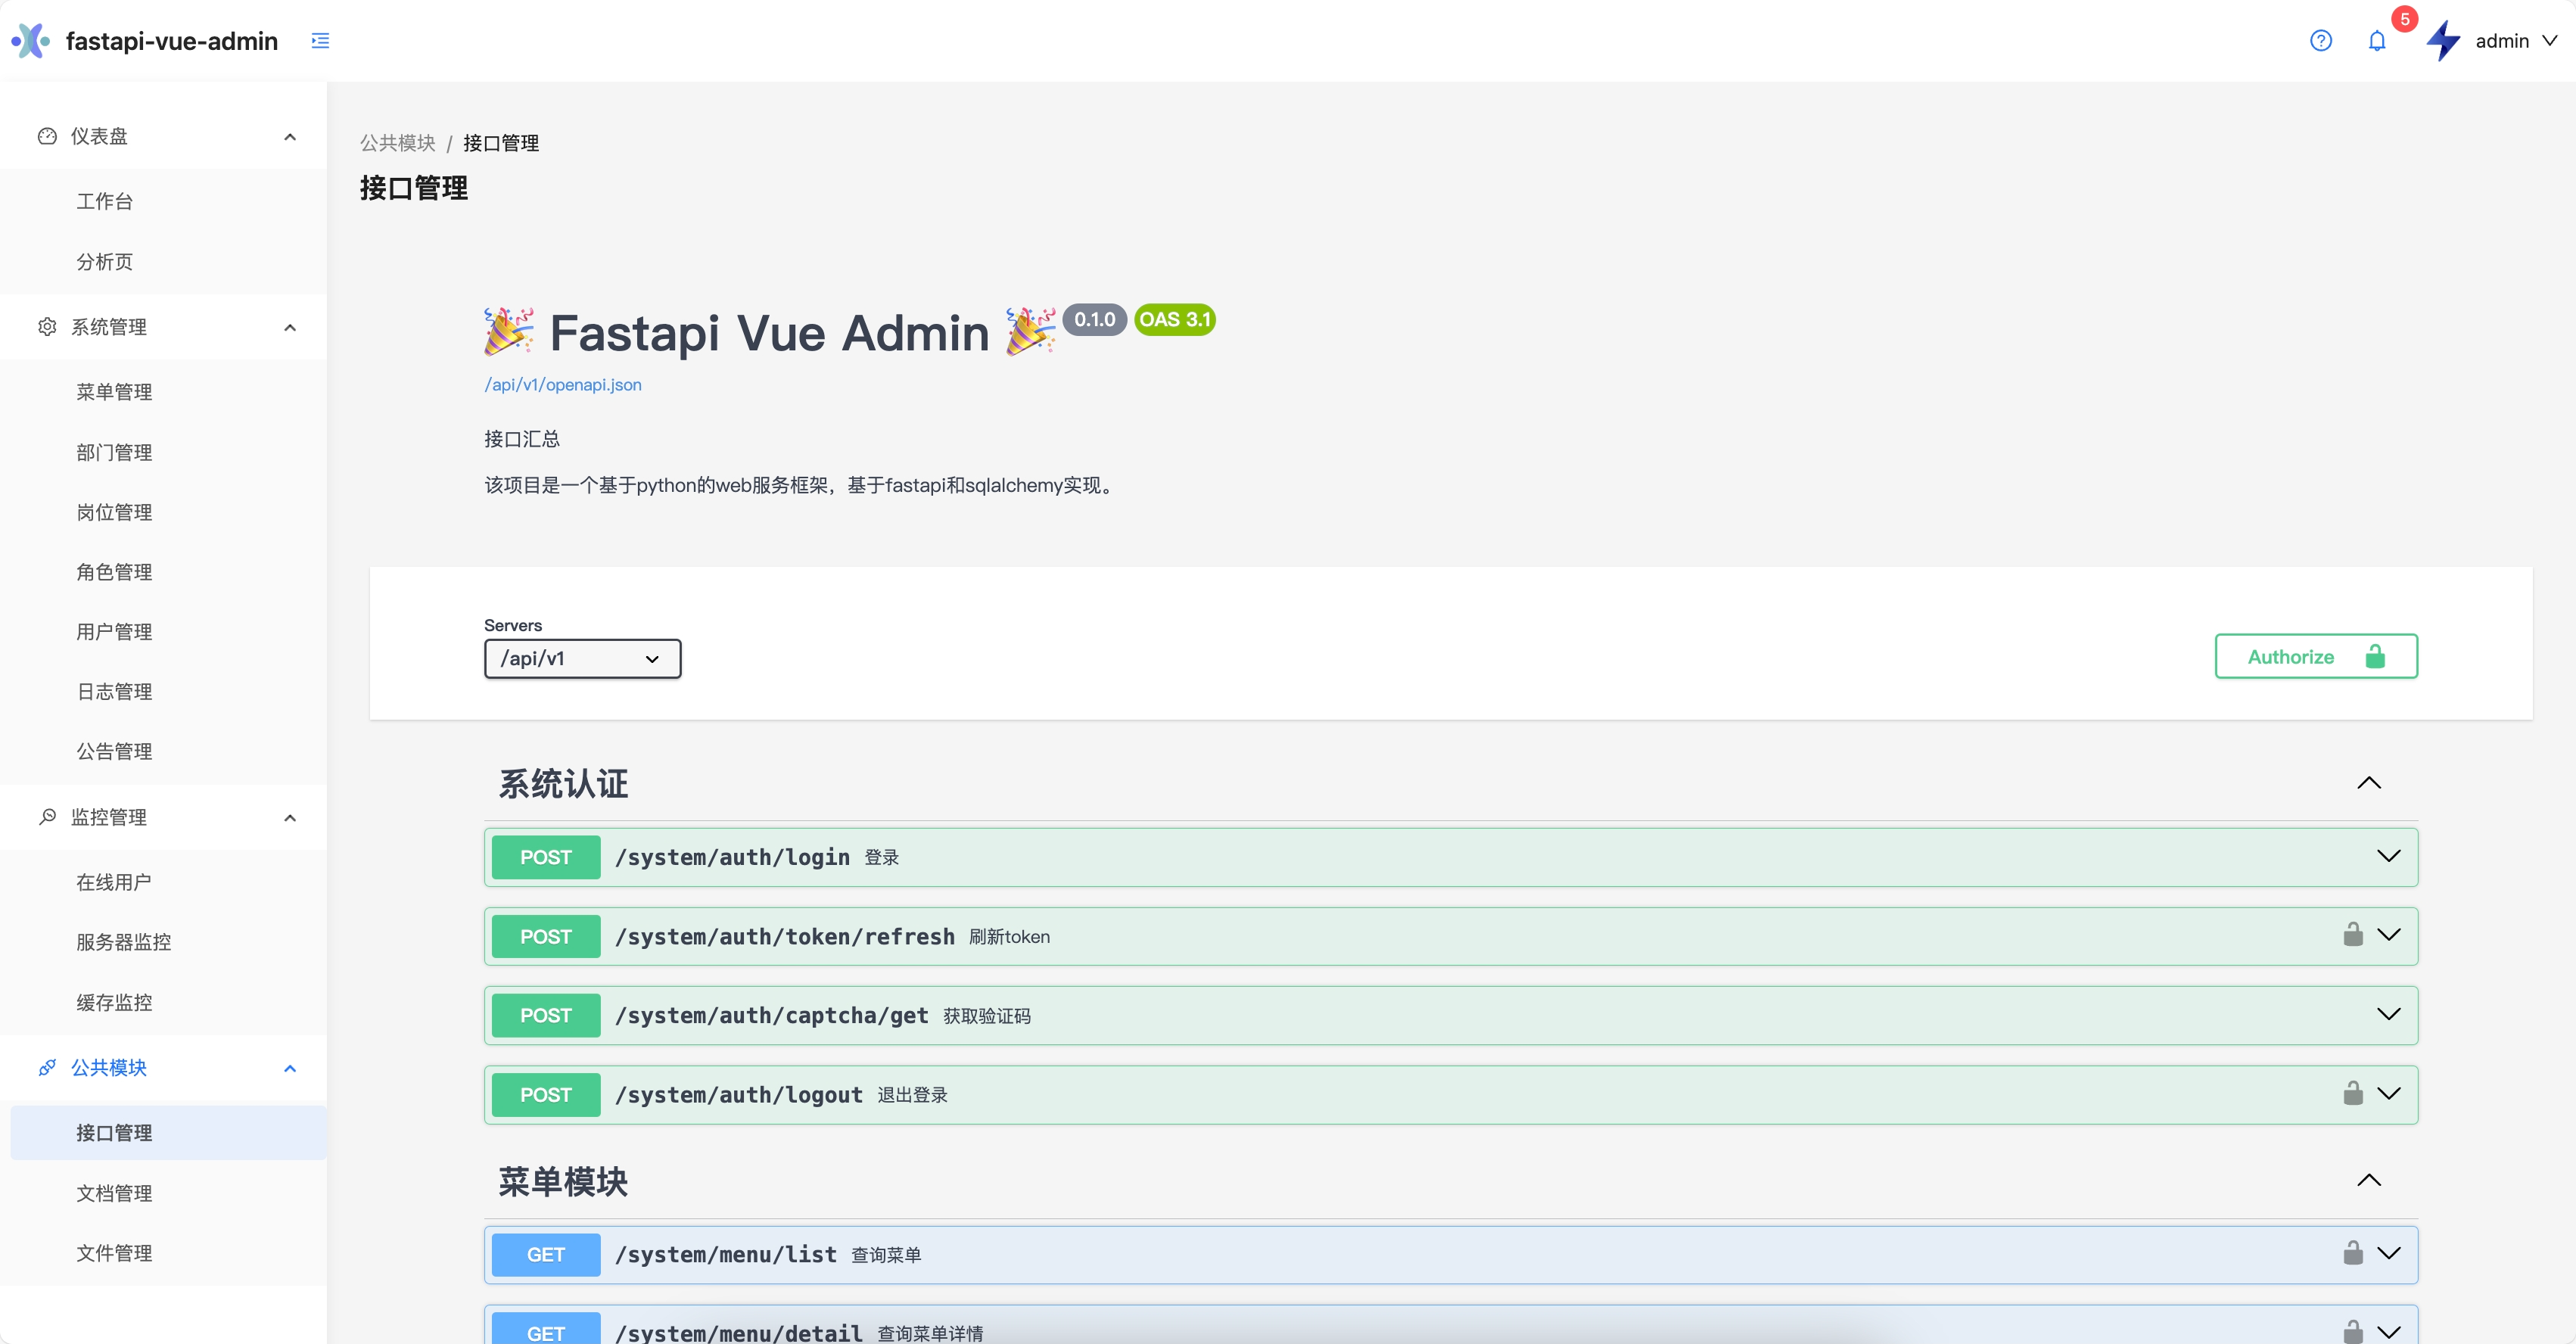 fastapi-vue-admin
5
admin
仪表盘
工作台
分析页
系统管理
菜单管理
部门管理
岗位管理
角色管理
用户管理
日志管理
公告管理
监控管理
在线用户
服务器监控
缓存监控
公共模块
接口管理
文档管理
文件管理
公共模块 / 接口管理
接口管理
🎉 Fastapi Vue Admin 🎉 0.1.0 OAS 3.1
/api/v1/openapi.json
接口汇总
该项目是一个基于python的web服务框架，基于fastapi和sqlalchemy实现。
Servers
/api/v1
Authorize
系统认证
POST /system/auth/login 登录
POST /system/auth/token/refresh 刷新token
POST /system/auth/captcha/get 获取验证码
POST /system/auth/logout 退出登录
菜单模块
GET /system/menu/list 查询菜单
GET /system/menu/detail 查询菜单详情